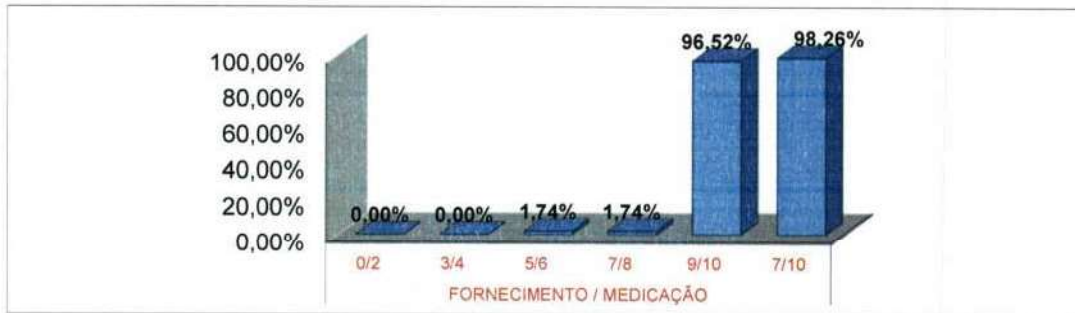 96,52% 98,26%
100,00%
80,00%
60,00%
40,00%
20,00%
0,00% 0,00% 1,74% 1,74%
0,00%
0/2 3/4 5/6 7/8 9/10 7/10
FORNECIMENTO / MEDICAÇÃO